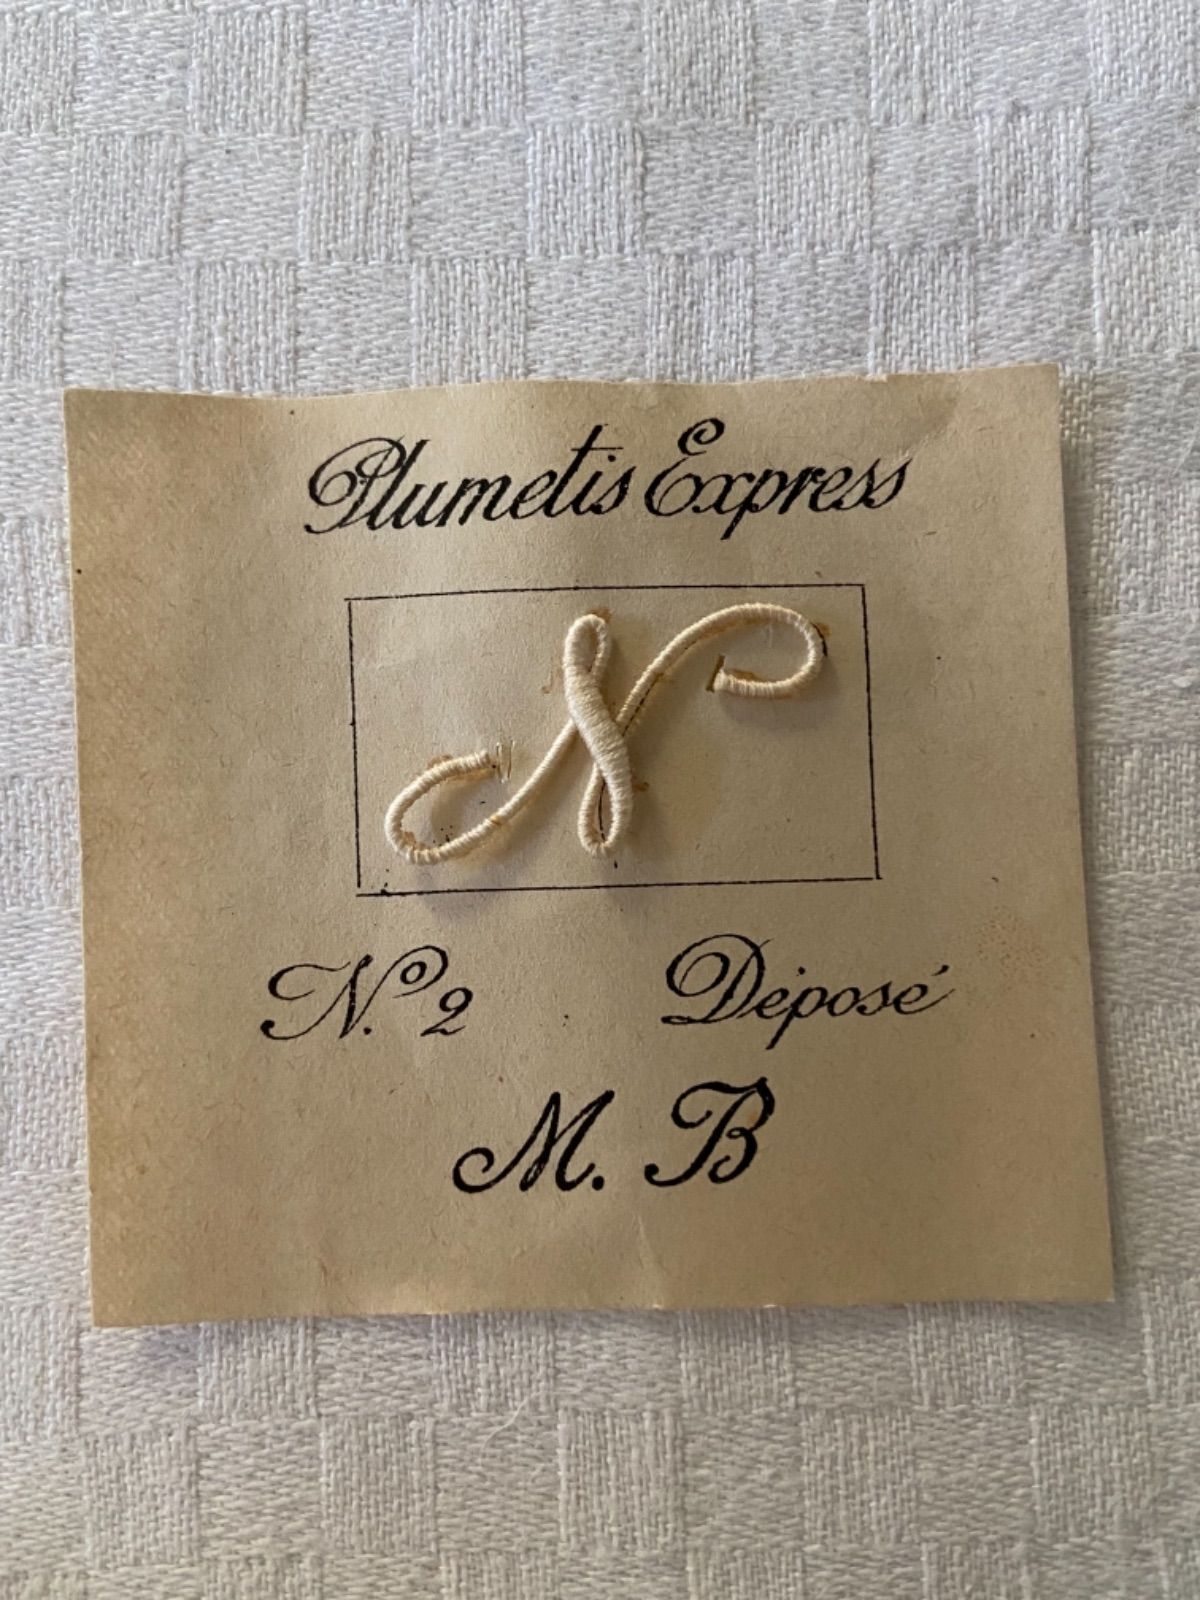 Plumetis Express
N
N.º 2 Déposé
M. B